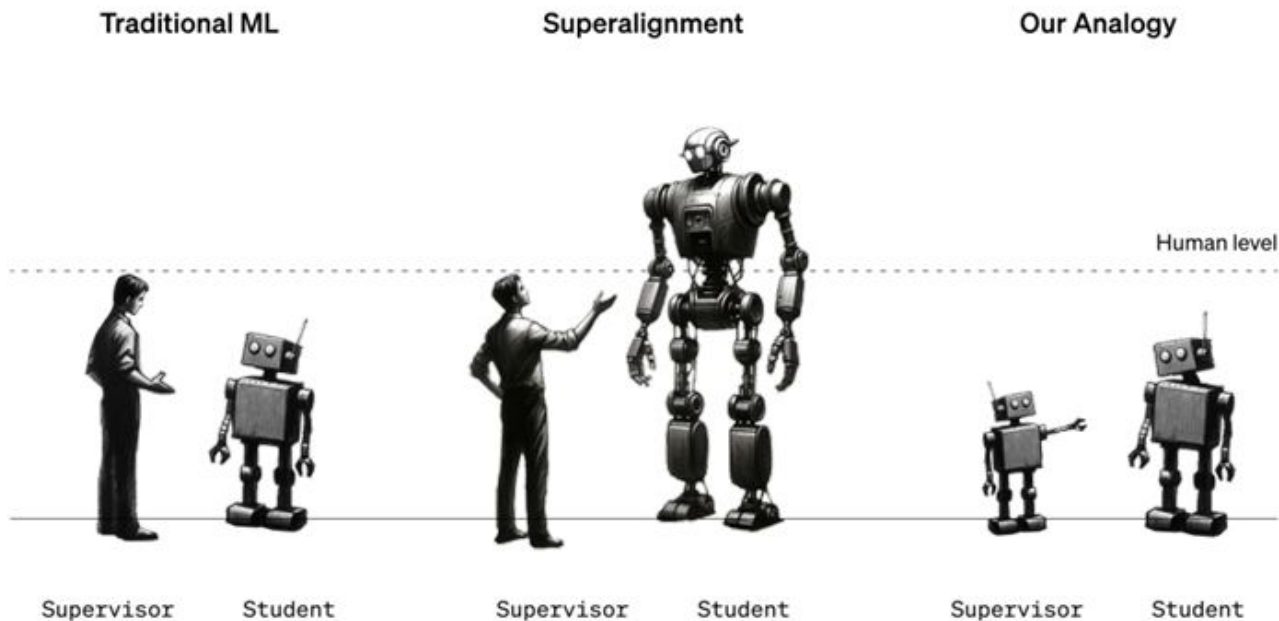 Traditional ML
Superalignment
Our Analogy
Human level
Supervisor
Student
Supervisor
Student
Supervisor
Student